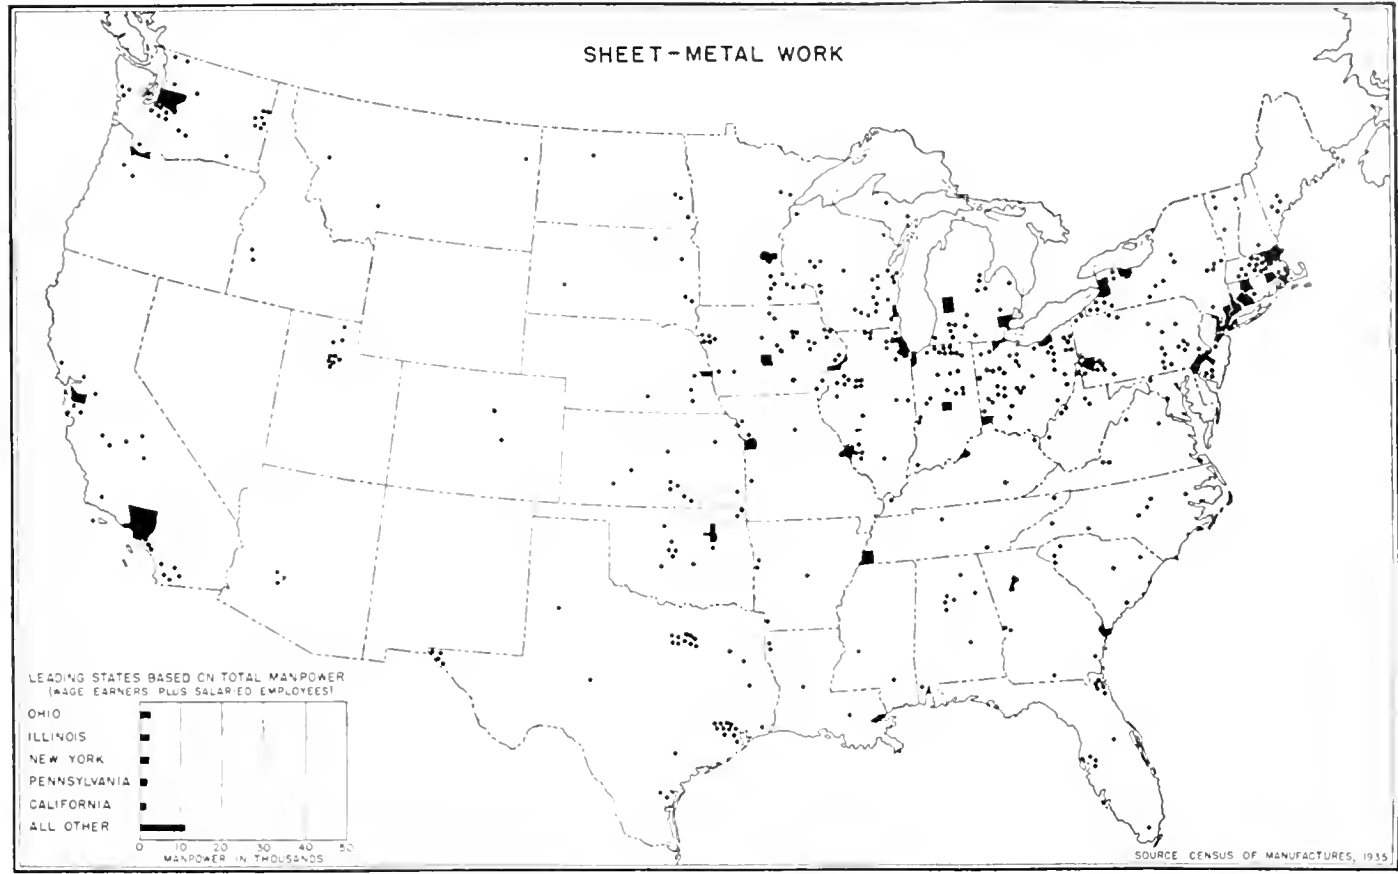 SHEET-METAL WORK
LEADING STATES BASED ON TOTAL MANPOWER
(WAGE EARNERS PLUS SALARIED EMPLOYEES)
OHIO
ILLINOIS
NEW YORK
PENNSYLVANIA
CALIFORNIA
ALL OTHER
0 10 20 30 40 50
MANPOWER IN THOUSANDS
SOURCE CENSUS OF MANUFACTURES, 1935